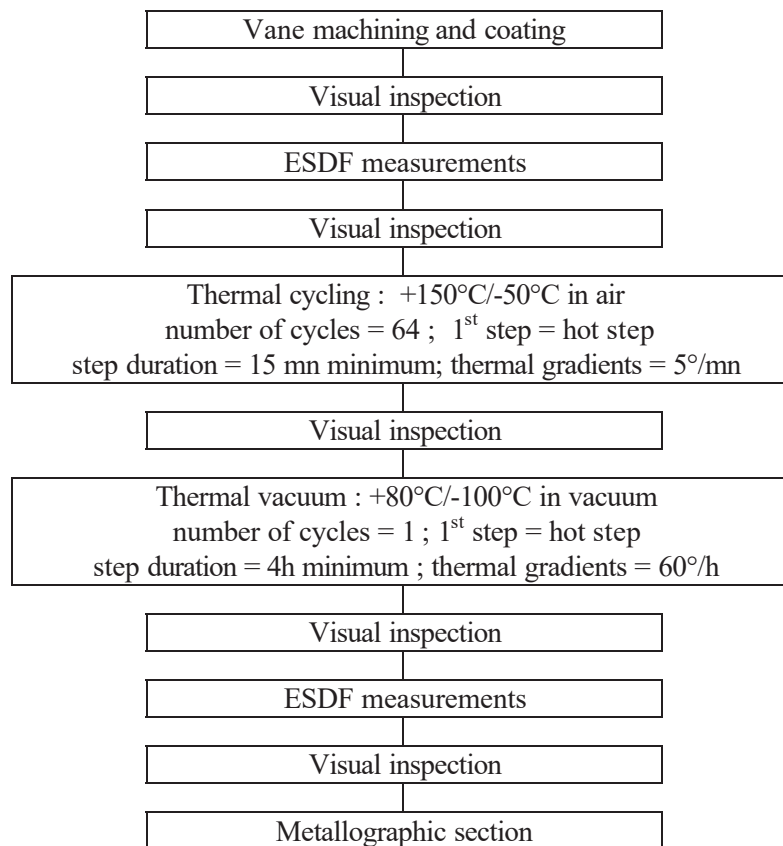 Vane machining and coating
Visual inspection
ESDF measurements
Visual inspection
Thermal cycling : +150°C/-50°C in air
number of cycles = 64 ; 1st step = hot step
step duration = 15 mn minimum; thermal gradients = 5°/mn
Visual inspection
Thermal vacuum : +80°C/-100°C in vacuum
number of cycles = 1 ; 1st step = hot step
step duration = 4h minimum ; thermal gradients = 60°/h
Visual inspection
ESDF measurements
Visual inspection
Metallographic section